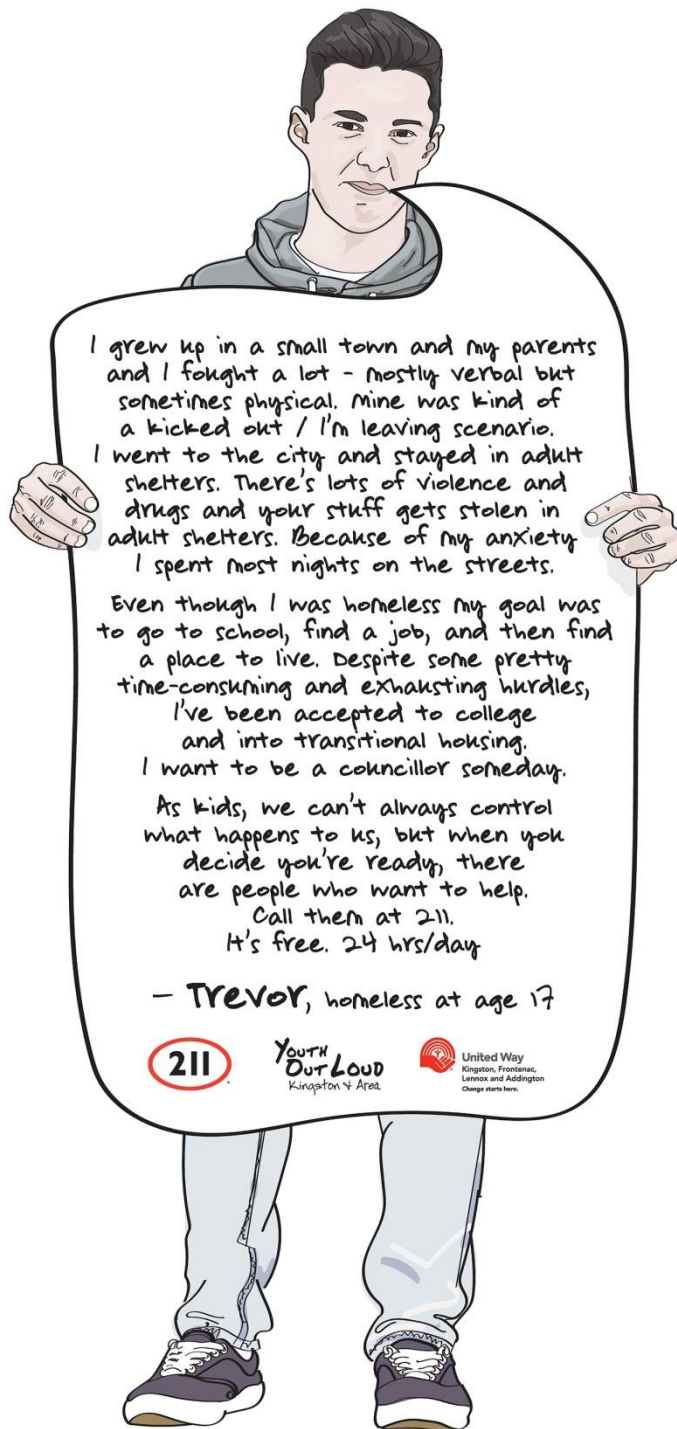 I grew up in a small town and my parents
and I fought a lot - mostly verbal but
sometimes physical. Mine was kind of
a kicked out / I'm leaving scenario.
I went to the city and stayed in adult
shelters. There's lots of violence and
drugs and your stuff gets stolen in
adult shelters. Because of my anxiety
I spent most nights on the streets.
Even though I was homeless my goal was
to go to school, find a job, and then find
a place to live. Despite some pretty
time-consuming and exhausting hurdles,
I've been accepted to college
and into transitional housing.
I want to be a councillor someday.
As kids, we can't always control
what happens to us, but when you
decide you're ready, there
are people who want to help.
Call them at 211.
It's free. 24 hrs/day
- Trevor, homeless at age 17
211
YOUTH
OUT LOUD
Kingston & Area
United Way
Kingston, Frontenac,
Lennox and Addington
Change starts here.